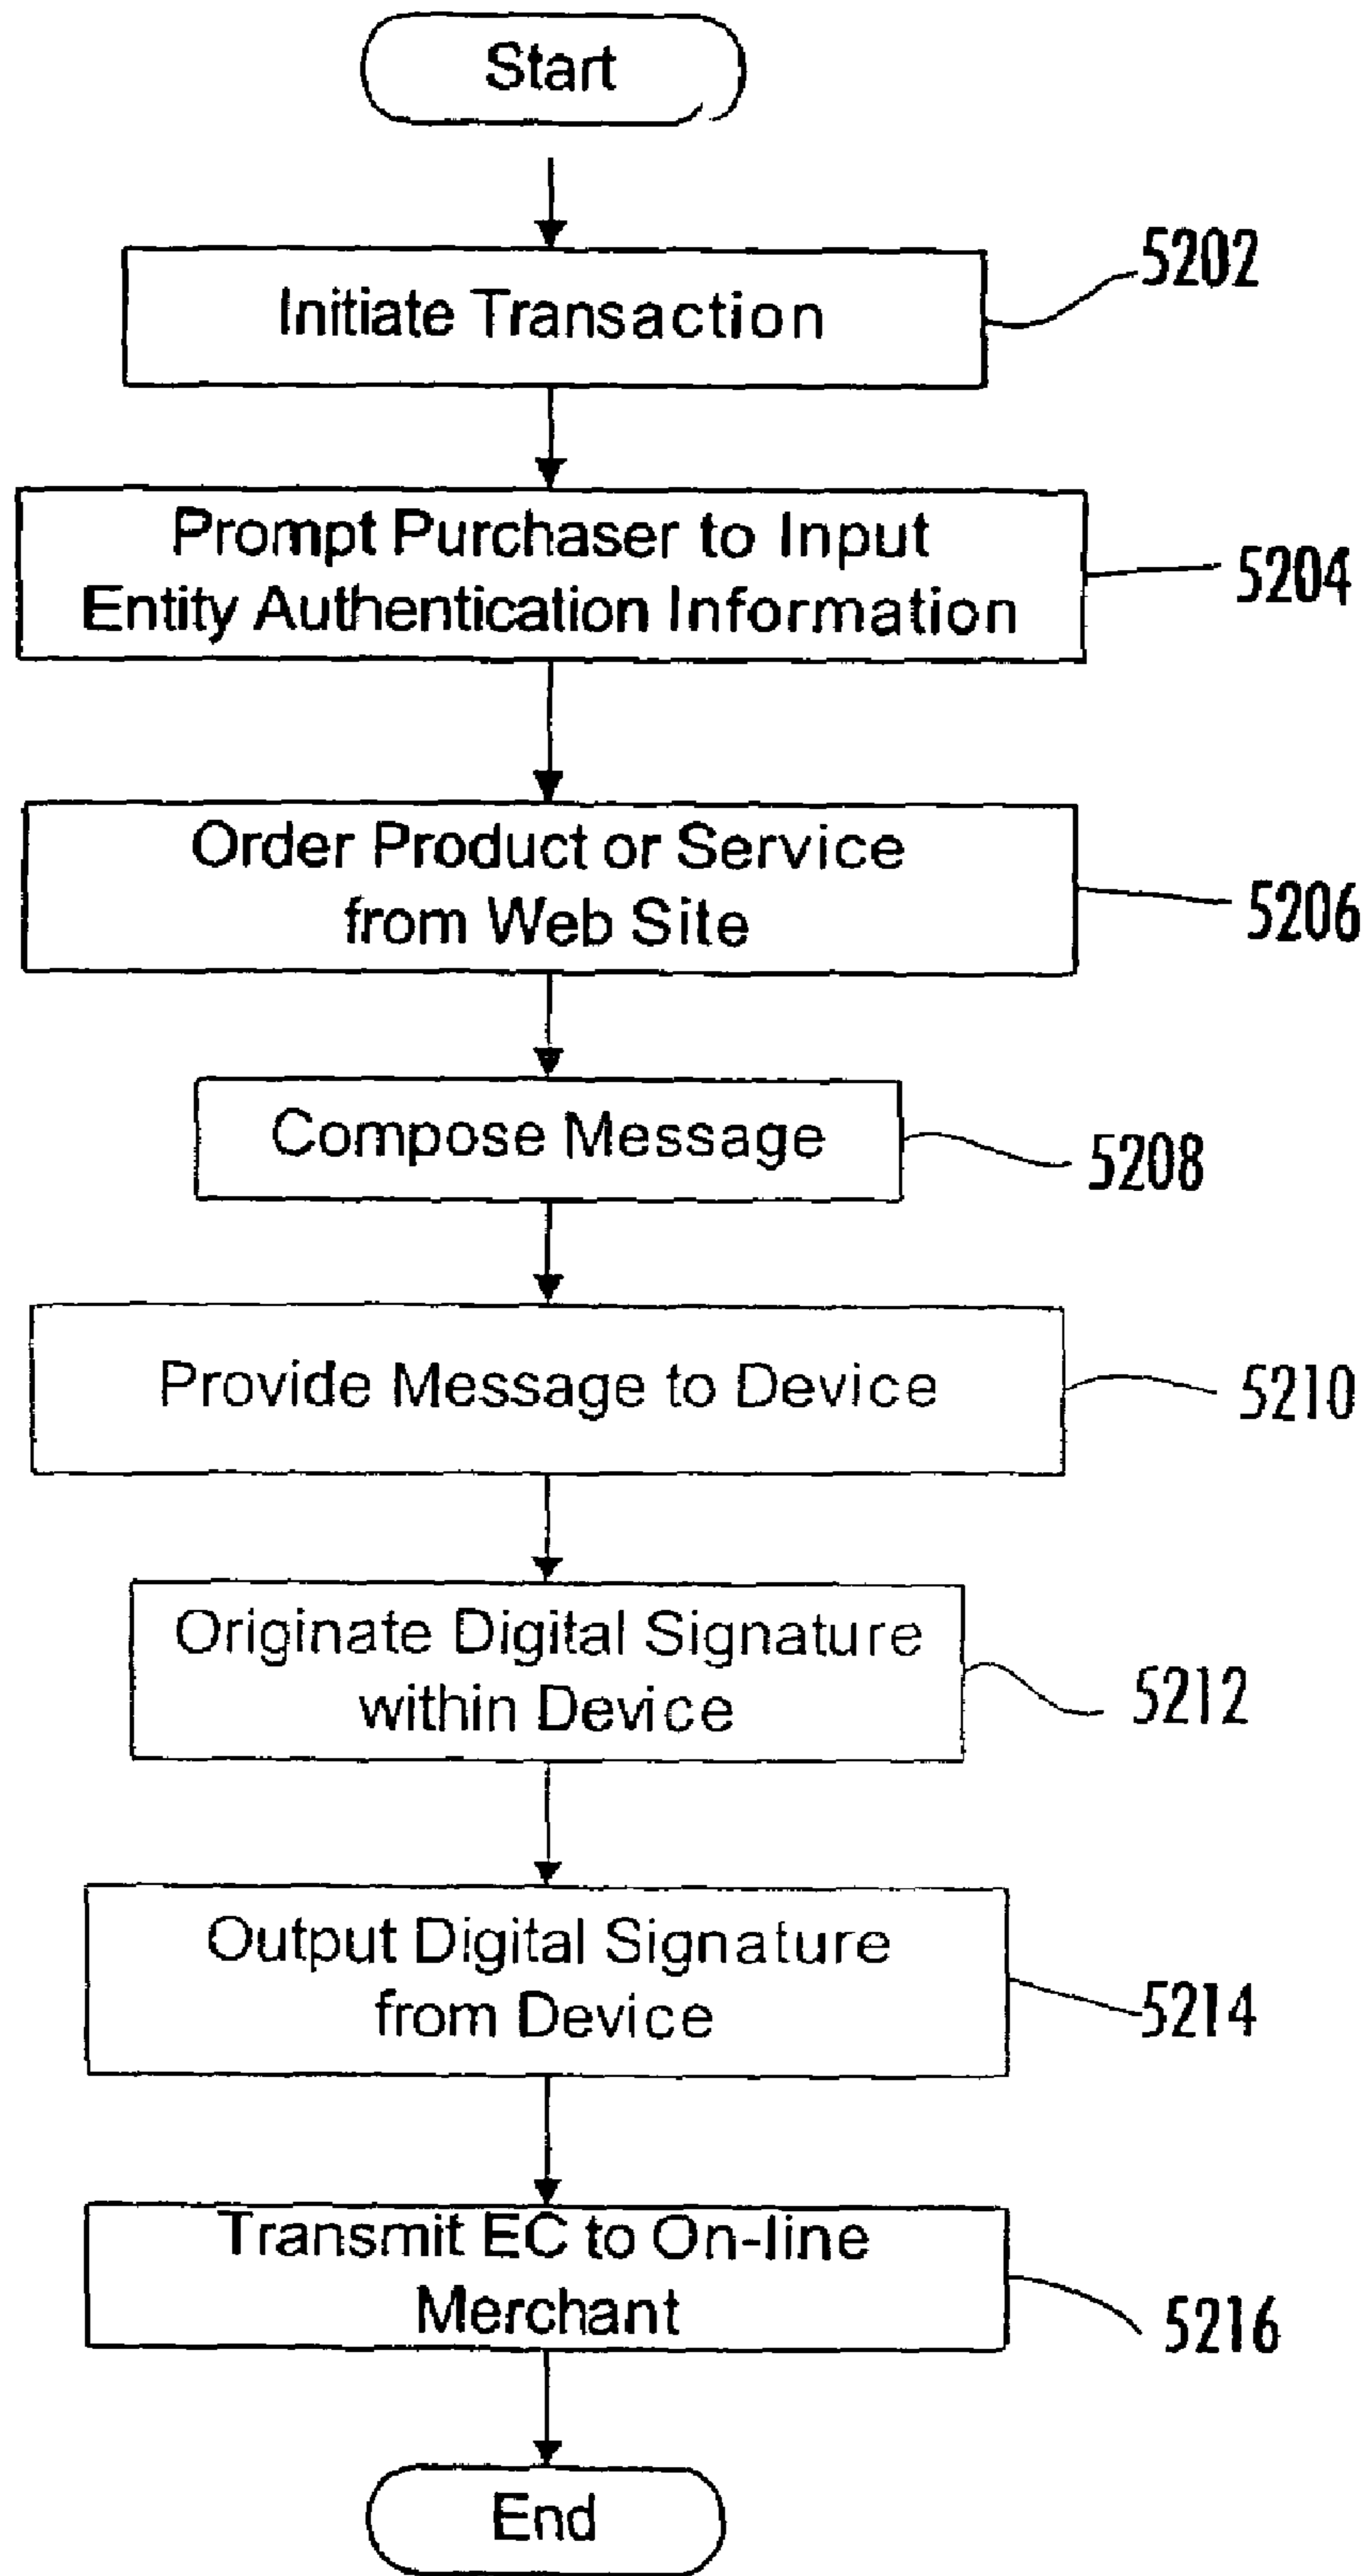 Start
5202
Initiate Transaction
Prompt Purchaser to Input
Entity Authentication Information
5204
Order Product or Service
from Web Site
5206
Compose Message
5208
Provide Message to Device
5210
Originate Digital Signature
within Device
5212
Output Digital Signature
from Device
5214
Transmit EC to On-line
Merchant
5216
End